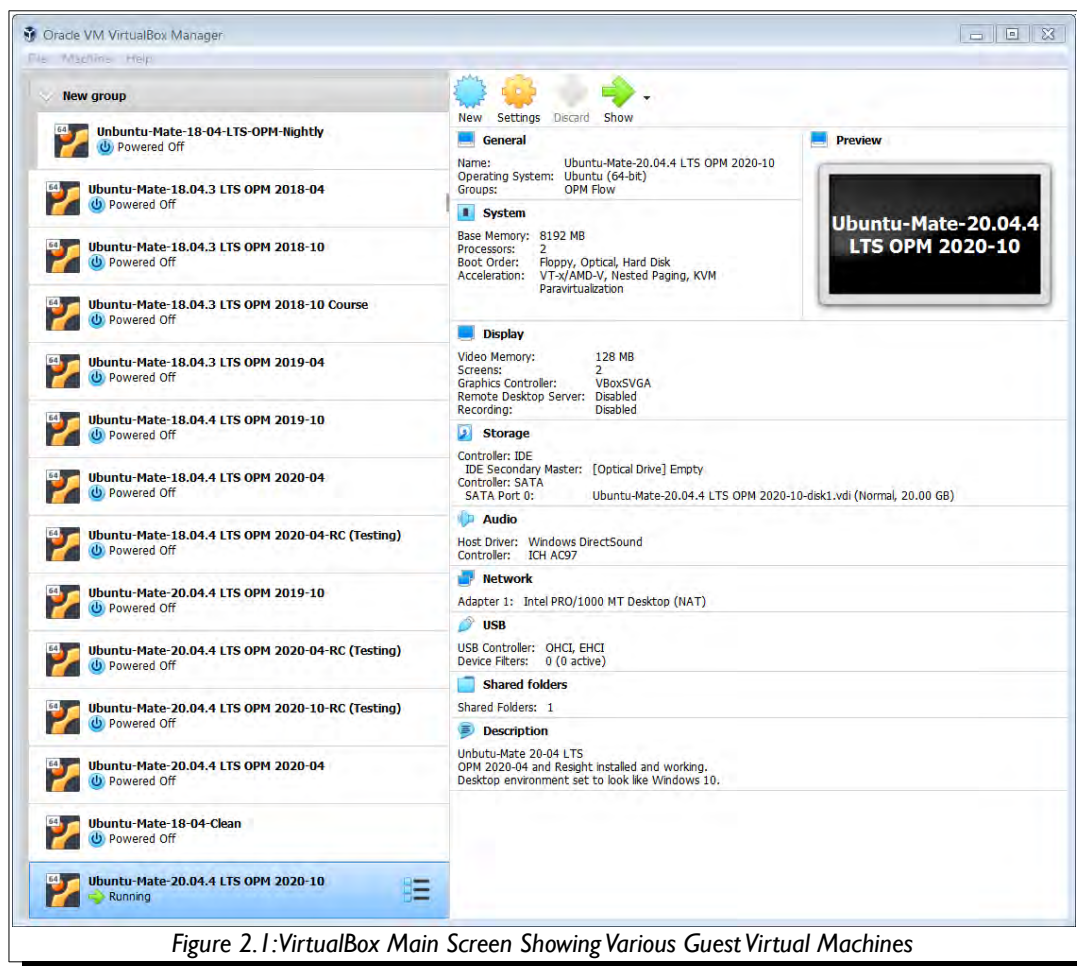 Oracle VM VirtualBox Manager
File Machine Help
New group
Unbuntu-Mate-18-04-LTS-OPM-Nightly
Powered Off
Ubuntu-Mate-18.04.3 LTS OPM 2018-04
Powered Off
Ubuntu-Mate-18.04.3 LTS OPM 2018-10
Powered Off
Ubuntu-Mate-18.04.3 LTS OPM 2018-10 Course
Powered Off
Ubuntu-Mate-18.04.3 LTS OPM 2019-04
Powered Off
Ubuntu-Mate-18.04.4 LTS OPM 2019-10
Powered Off
Ubuntu-Mate-18.04.4 LTS OPM 2020-04
Powered Off
Ubuntu-Mate-18.04.4 LTS OPM 2020-04-RC (Testing)
Powered Off
Ubuntu-Mate-20.04.4 LTS OPM 2019-10
Powered Off
Ubuntu-Mate-20.04.4 LTS OPM 2020-04-RC (Testing)
Powered Off
Ubuntu-Mate-20.04.4 LTS OPM 2020-10-RC (Testing)
Powered Off
Ubuntu-Mate-20.04.4 LTS OPM 2020-04
Powered Off
Ubuntu-Mate-18-04-Clean
Powered Off
Ubuntu-Mate-20.04.4 LTS OPM 2020-10
Running
New Settings Discard Show
General
Name: Ubuntu-Mate-20.04.4 LTS OPM 2020-10
Operating System: Ubuntu (64-bit)
Groups: OPM Flow
System
Base Memory: 8192 MB
Processors: 2
Boot Order: Floppy, Optical, Hard Disk
Acceleration: VT-x/AMD-V, Nested Paging, KVM
Paravirtualization
Preview
Ubuntu-Mate-20.04.4
LTS OPM 2020-10
Display
Video Memory: 128 MB
Screens: 2
Graphics Controller: VBoxSVGA
Remote Desktop Server: Disabled
Recording: Disabled
Storage
Controller: IDE
IDE Secondary Master: [Optical Drive] Empty
Controller: SATA
SATA Port 0: Ubuntu-Mate-20.04.4 LTS OPM 2020-10-disk1.vdi (Normal, 20.00 GB)
Audio
Host Driver: Windows DirectSound
Controller: ICH AC97
Network
Adapter 1: Intel PRO/1000 MT Desktop (NAT)
USB
USB Controller: OHCI, EHCI
Device Filters: 0 (0 active)
Shared folders
Shared Folders: 1
Description
Unbutu-Mate 20-04 LTS
OPM 2020-04 and Resight installed and working.
Desktop environment set to look like Windows 10.
Figure 2.1: VirtualBox Main Screen Showing Various Guest Virtual Machines